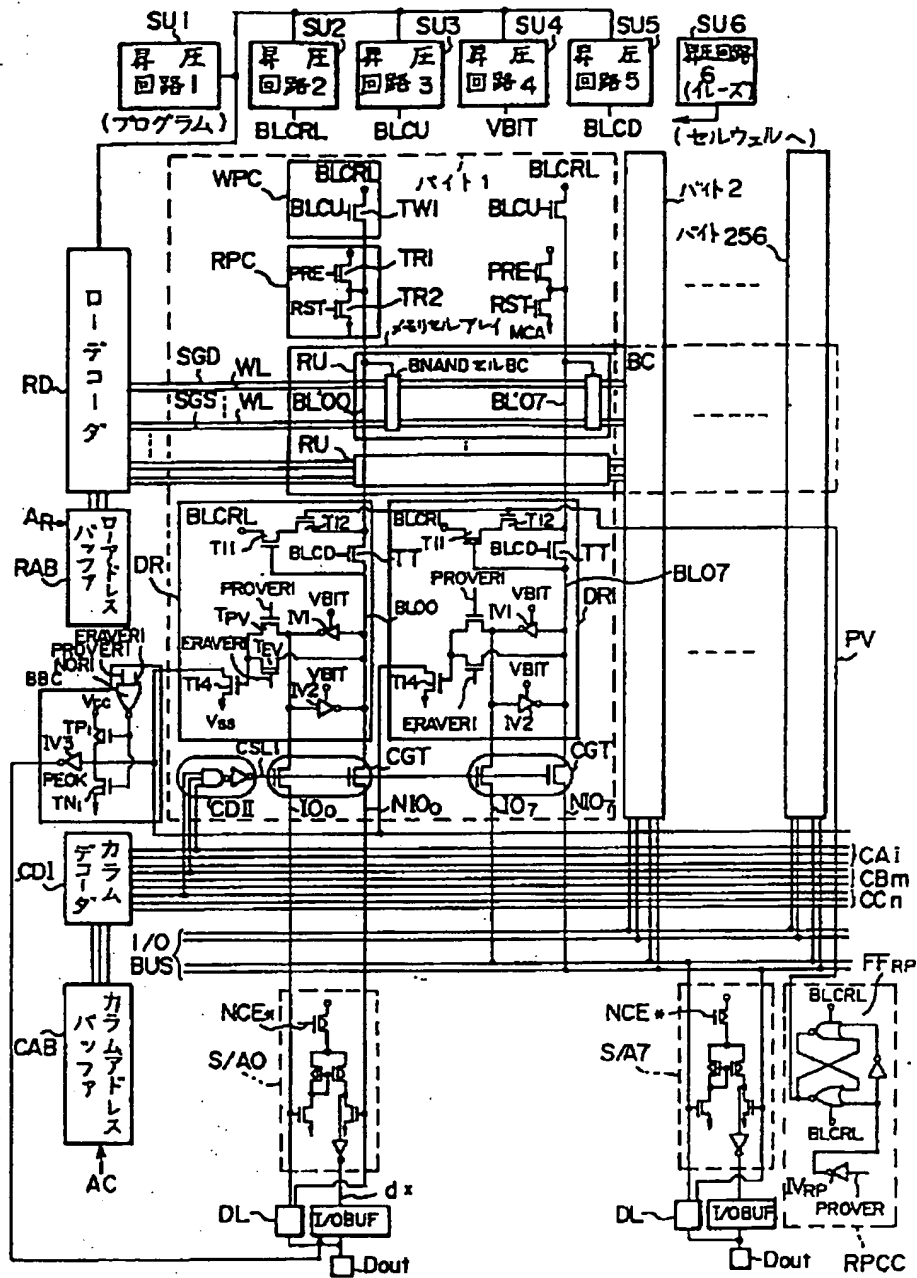 SU1
SU2
SU3
SU4
SU5
SU6
昇圧
回路1
昇圧
回路2
昇圧
回路3
昇圧
回路4
昇圧
回路5
昇圧回路
6
(イレーズ)
(プログラム)
BLCRL
BLCU
VBIT
BLCD
(セルウェルへ)
WPC
BLCRL
バイト1
BLCRL
バイト2
BLCU
TW1
BLCU
バイト256
RPC
PRE
TR1
PRE
RST
TR2
RST
MCA
メモリセルアレイ
ローデコーダ
RD
SGD
WL
RU
BNANDセルBC
BC
SGS
WL
BL'00
BL'07
RU
AR
ローアドレス
バッファ
RAB
DR
BLCRL
T12
T11
BLCD
TT
BLCRL
T12
T11
BLCD
TT
BL07
DR1
PROVERI
TPV
IV1
VBIT
BL00
PROVERI
IV1
VBIT
PV
ERAVERI
TEV
T14
VSS
IV2
VBIT
T14
ERAVERI
VBIT
IV2
ERAVERI
PROVERI
NOR1
BBC
VCC
TP1
IV3
PEOK
TN1
CSL1
CGT
CGT
CDII
IO0
NIO0
IO7
NIO7
CD1
カラム
デコーダ
CAi
CBm
CCn
I/O
BUS
FFRP
CAB
カラムアドレス
バッファ
AC
NCE*
S/A0
NCE*
S/A7
BLCRL
BLCRL
IVRP
PROVER
dx
DL
I/OBUF
Dout
DL
I/OBUF
Dout
RPCC